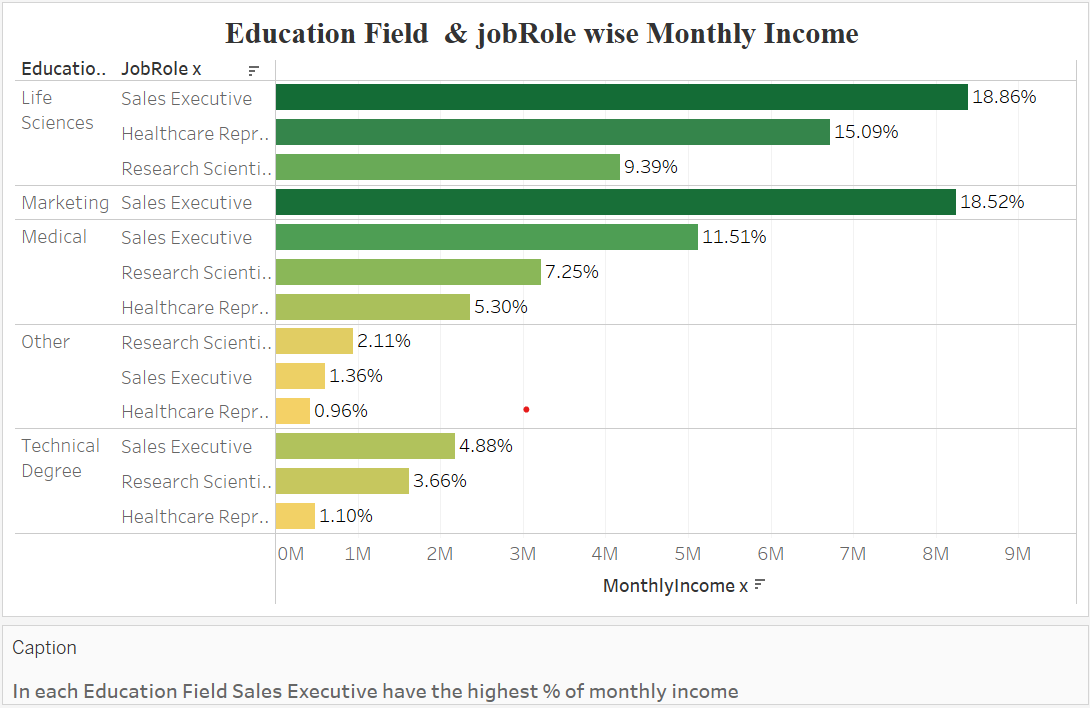 Education Field & jobRole wise Monthly Income
Educatio.. JobRole x
Life Sciences Sales Executive 18.86%
Healthcare Repr.. 15.09%
Research Scienti.. 9.39%
Marketing Sales Executive 18.52%
Medical Sales Executive 11.51%
Research Scienti.. 7.25%
Healthcare Repr.. 5.30%
Other Research Scienti.. 2.11%
Sales Executive 1.36%
Healthcare Repr.. 0.96%
Technical Degree Sales Executive 4.88%
Research Scienti.. 3.66%
Healthcare Repr.. 1.10%
0M 1M 2M 3M 4M 5M 6M 7M 8M 9M
MonthlyIncome x
Caption
In each Education Field Sales Executive have the highest % of monthly income